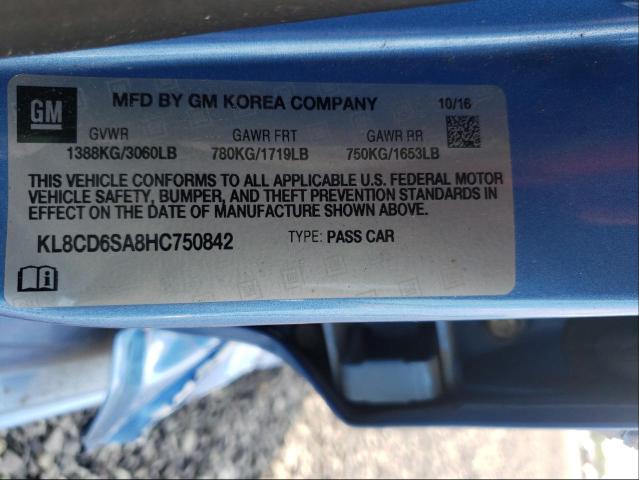 GM
MFD BY GM KOREA COMPANY 10/16
GVWR GAWR FRT GAWR RR
1388KG/3060LB 780KG/1719LB 750KG/1653LB
THIS VEHICLE CONFORMS TO ALL APPLICABLE U.S. FEDERAL MOTOR
VEHICLE SAFETY, BUMPER, AND THEFT PREVENTION STANDARDS IN
EFFECT ON THE DATE OF MANUFACTURE SHOWN ABOVE.
KL8CD6SA8HC750842 TYPE: PASS CAR